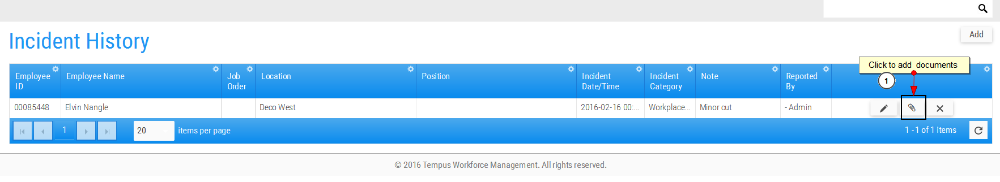 Incident History
Add
Click to add documents
1
Employee ID
Employee Name
Job Order
Location
Position
Incident Date/Time
Incident Category
Note
Reported By
00085448
Elvin Nangle
Deco West
2016-02-16 00:...
Workplace...
Minor cut
- Admin
1
20
items per page
1 - 1 of 1 items
© 2016 Tempus Workforce Management. All rights reserved.